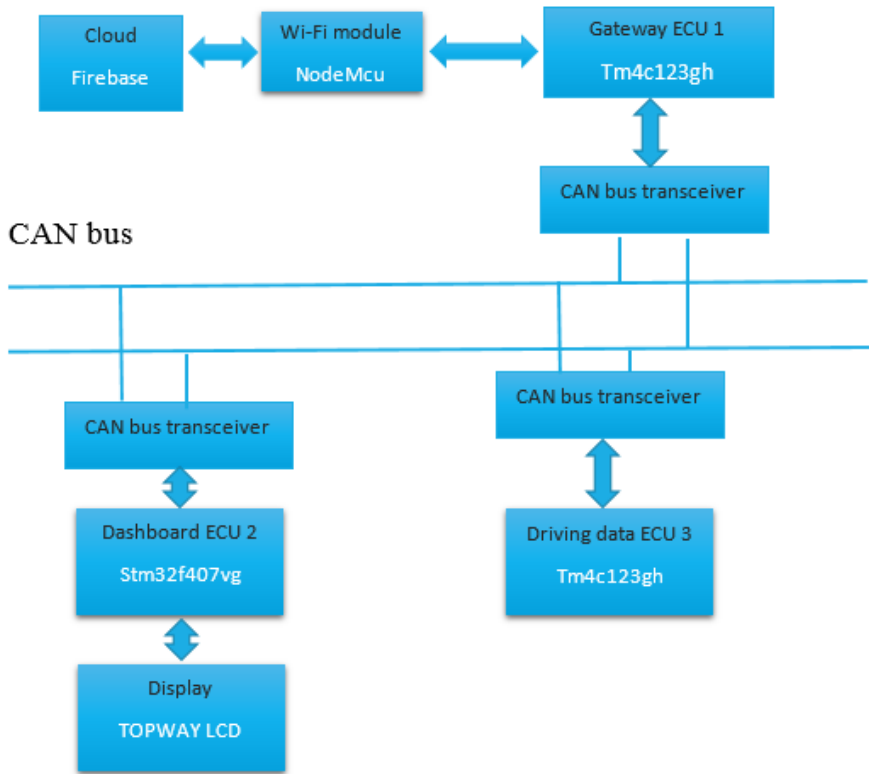 Cloud
Firebase
Wi-Fi module
NodeMcu
Gateway ECU 1
Tm4c123gh
CAN bus transceiver
CAN bus
CAN bus transceiver
CAN bus transceiver
Dashboard ECU 2
Stm32f407vg
Driving data ECU 3
Tm4c123gh
Display
TOPWAY LCD